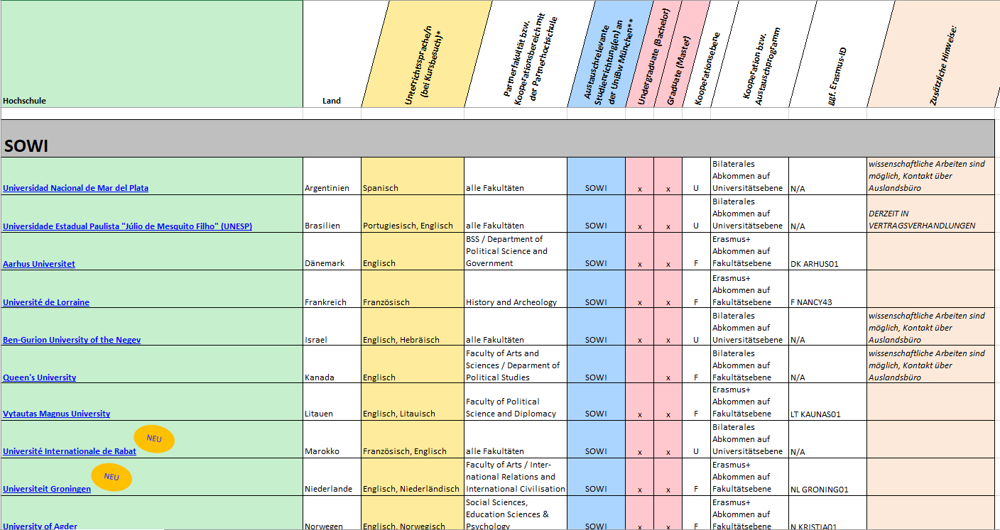 Hochschule
Land
Unterrichtssprache/n
(bei Kursbesuch)*
Partnerfakultät bzw.
Kooperationsbereich mit
der Partnerhochschule
Austauschrelevante
Studienrichtung(en) an
der UniBw München**
Undergraduate (Bachelor)
Graduate (Master)
Kooperationsebene
Kooperation bzw.
Austauschprogramm
ggf. Erasmus-ID
Zusätzliche Hinweise:
SOWI
Universidad Nacional de Mar del Plata
Argentinien
Spanisch
alle Fakultäten
SOWI
x
x
U
Bilaterales
Abkommen auf
Universitätsebene
N/A
wissenschaftliche Arbeiten sind
möglich, Kontakt über
Auslandsbüro
Universidade Estadual Paulista "Júlio de Mesquito Filho" (UNESP)
Brasilien
Portugiesisch, Englisch
alle Fakultäten
SOWI
x
x
U
Bilaterales
Abkommen auf
Universitätsebene
N/A
DERZEIT IN
VERTRAGSVERHANDLUNGEN
Aarhus Universitet
Dänemark
Englisch
BSS / Department of
Political Science and
Government
SOWI
x
x
F
Erasmus+
Abkommen auf
Fakultätsebene
DK ARHUS01
Université de Lorraine
Frankreich
Französisch
History and Archeology
SOWI
x
x
F
Erasmus+
Abkommen auf
Fakultätsebene
F NANCY43
Ben-Gurion University of the Negev
Israel
Englisch, Hebräisch
alle Fakultäten
SOWI
x
x
U
Bilaterales
Abkommen auf
Universitätsebene
N/A
wissenschaftliche Arbeiten sind
möglich, Kontakt über
Auslandsbüro
Queen's University
Kanada
Englisch
Faculty of Arts and
Sciences / Deparment of
Political Studies
SOWI
x
F
Bilaterales
Abkommen auf
Fakultätsebene
N/A
wissenschaftliche Arbeiten sind
möglich, Kontakt über
Auslandsbüro
Vytautas Magnus University
Litauen
Englisch, Litauisch
Faculty of Political
Science and Diplomacy
SOWI
x
x
F
Erasmus+
Abkommen auf
Fakultätsebene
LT KAUNAS01
Université Internationale de Rabat
NEU
Marokko
Französisch, Englisch
alle Fakultäten
SOWI
x
x
U
Bilaterales
Abkommen auf
Universitätsebene
N/A
Universiteit Groningen
NEU
Niederlande
Englisch, Niederländisch
Faculty of Arts / Inter-
national Relations and
International Civilisation
SOWI
x
x
F
Erasmus+
Abkommen auf
Fakultätsebene
NL GRONING01
University of Agder
Norwegen
Englisch, Norwegisch
Social Sciences,
Education Sciences &
Psychology
SOWI
x
x
F
Erasmus+
Abkommen auf
Fakultätsebene
N KRISTIA01